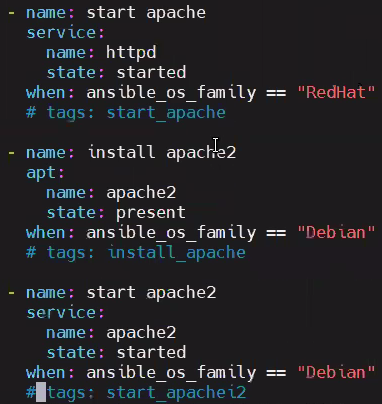 - name: start apache
  service:
    name: httpd
    state: started
  when: ansible_os_family == "RedHat"
  # tags: start_apache

- name: install apache2
  apt:
    name: apache2
    state: present
  when: ansible_os_family == "Debian"
  # tags: install_apache

- name: start apache2
  service:
    name: apache2
    state: started
  when: ansible_os_family == "Debian"
  # tags: start_apachei2